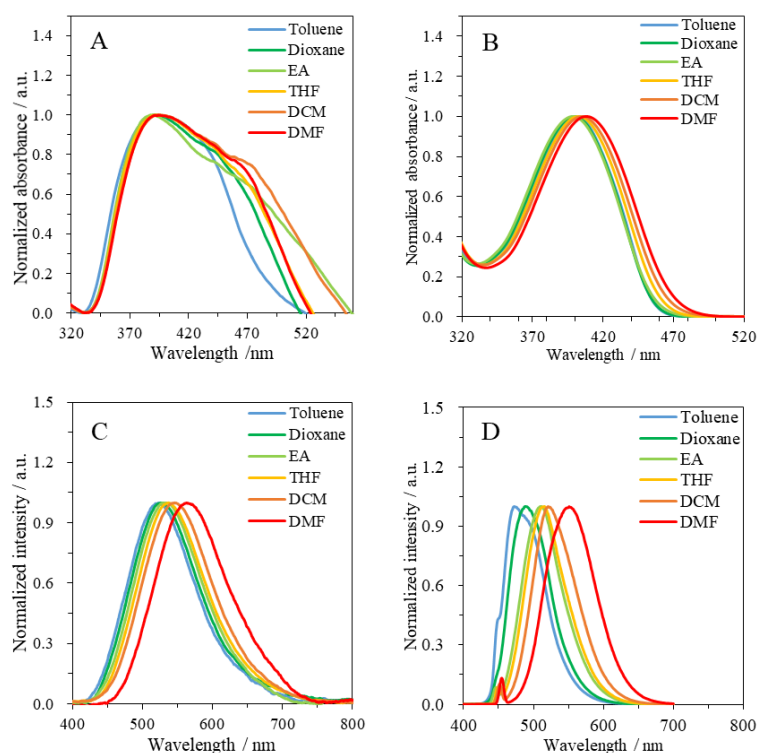 A
Toluene
Dioxane
EA
THF
DCM
DMF
Normalized absorbance / a.u.
1.4
1.2
1.0
0.8
0.6
0.4
0.2
0.0
320 370 420 470 520
Wavelength /nm
B
Toluene
Dioxane
EA
THF
DCM
DMF
Normalized absorbance/ a.u.
1.4
1.2
1.0
0.8
0.6
0.4
0.2
0.0
320 370 420 470 520
Wavelength / nm
C
Toluene
Dioxane
EA
THF
DCM
DMF
Normalized intensity / a.u.
1.5
1.2
0.9
0.6
0.3
0.0
400 500 600 700 800
Wavelength / nm
D
Toluene
Dioxane
EA
THF
DCM
DMF
Normalized intensity / a.u.
1.5
1.2
0.9
0.6
0.3
0.0
400 500 600 700 800
Wavelength / nm